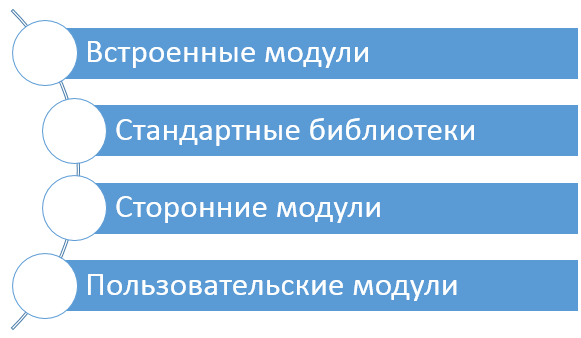 Встроенные модули
Стандартные библиотеки
Сторонние модули
Пользовательские модули